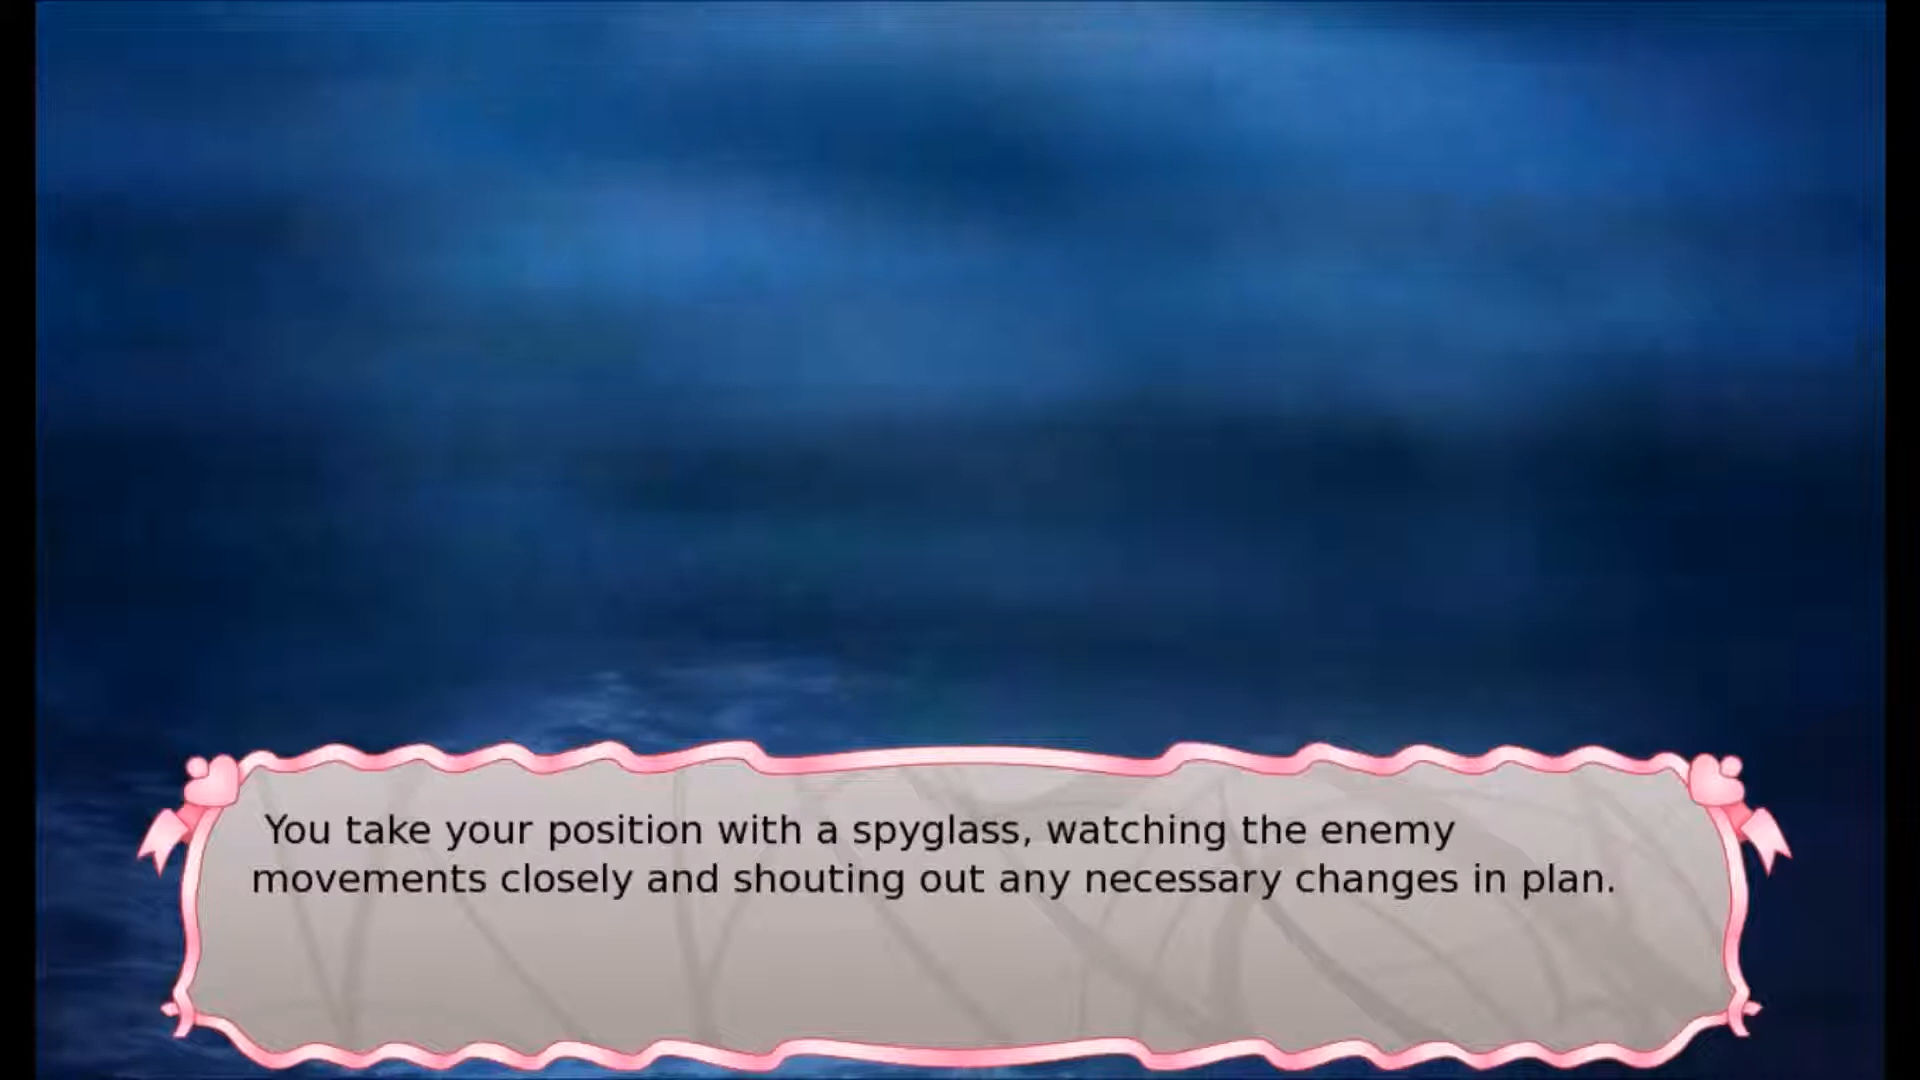 You take your position with a spyglass, watching the enemy
movements closely and shouting out any necessary changes in plan.